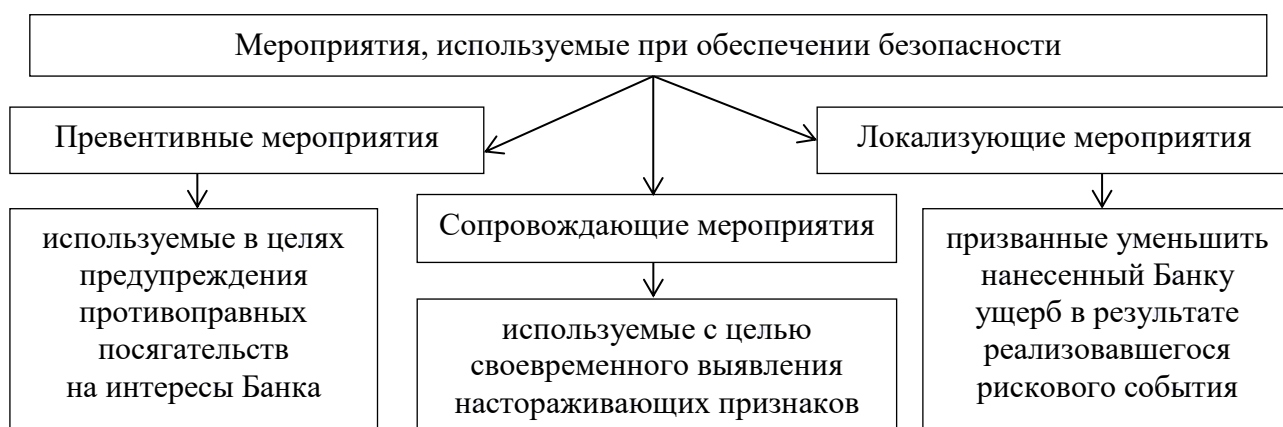 Мероприятия, используемые при обеспечении безопасности
Превентивные мероприятия
Локализующие мероприятия
Сопровождающие мероприятия
используемые в целях
предупреждения
противоправных
посягательств
на интересы Банка
используемые с целью
своевременного выявления
настораживающих признаков
призванные уменьшить
нанесенный Банку
ущерб в результате
реализовавшегося
рискового события